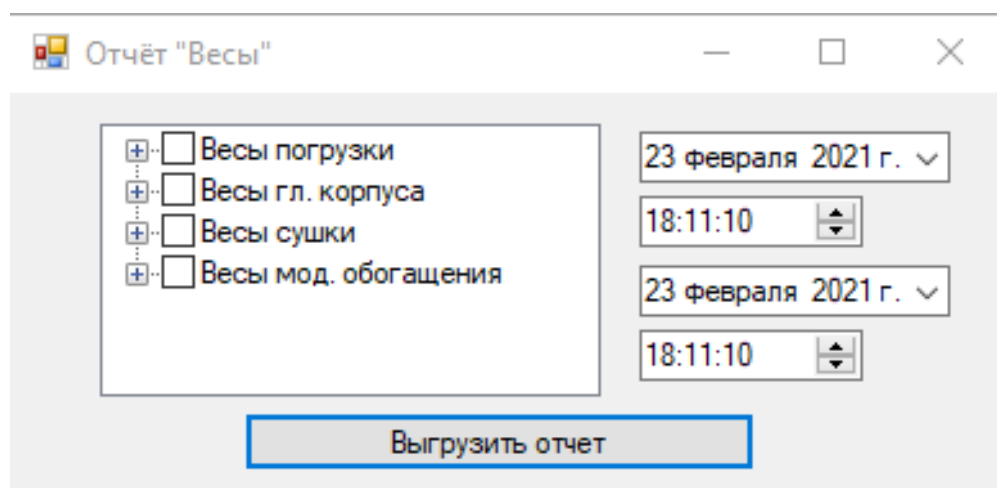 Отчёт "Весы"
Весы погрузки
Весы гл. корпуса
Весы сушки
Весы мод. обогащения
23 февраля 2021 г.
18:11:10
23 февраля 2021 г.
18:11:10
Выгрузить отчет